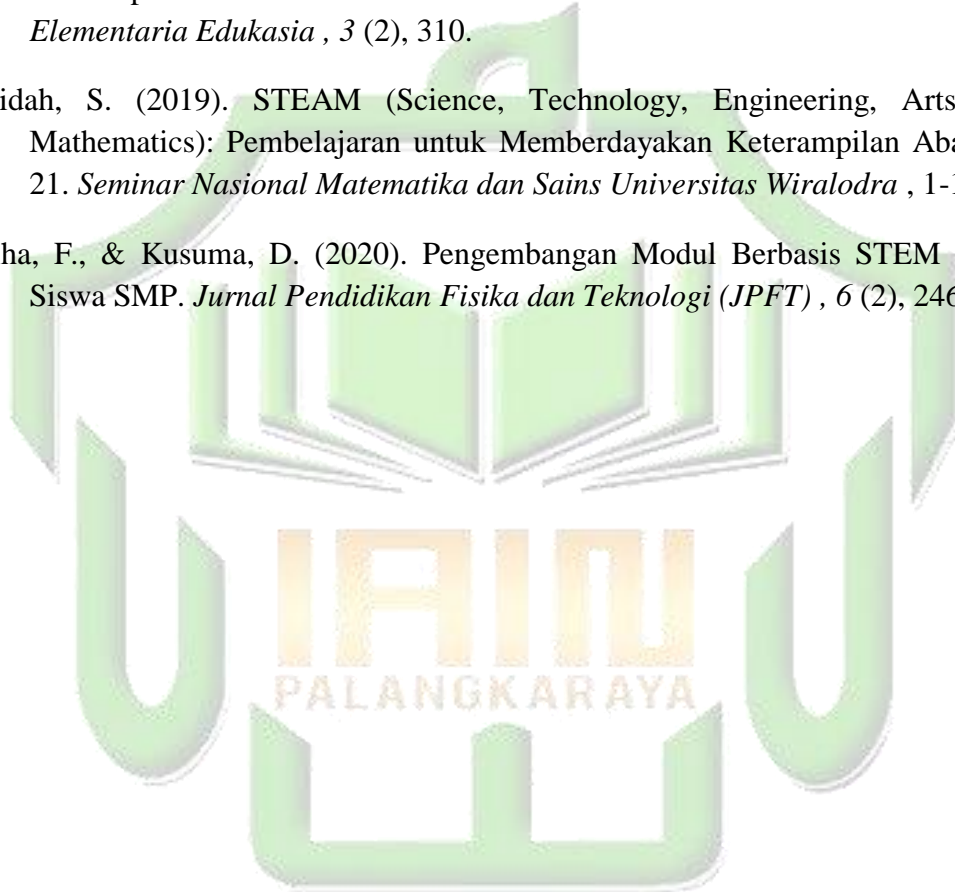 Elementaria Edukasia , 3 (2), 310.
idah, S. (2019). STEAM (Science, Technology, Engineering, Arts
Mathematics): Pembelajaran untuk Memberdayakan Keterampilan Aba
21. Seminar Nasional Matematika dan Sains Universitas Wiralodra , 1-1
ha, F., & Kusuma, D. (2020). Pengembangan Modul Berbasis STEM
Siswa SMP. Jurnal Pendidikan Fisika dan Teknologi (JPFT) , 6 (2), 246
IAIN
PALANGKARAYA